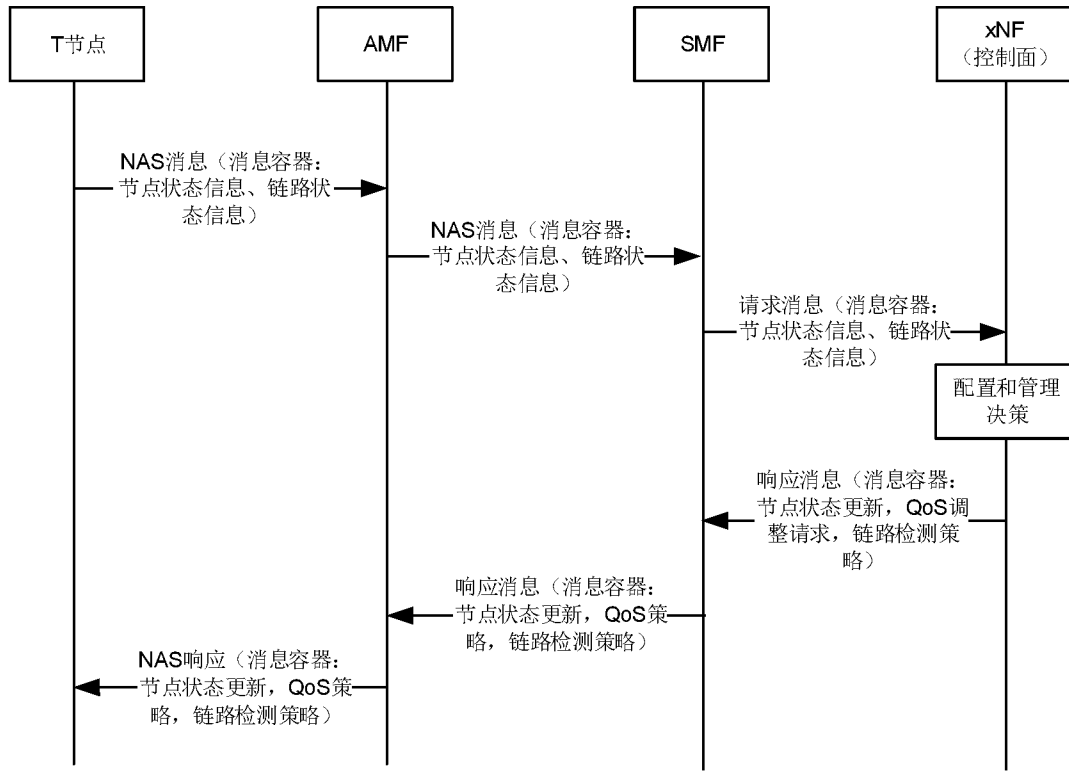 T节点
AMF
SMF
xNF
（控制面）
NAS消息（消息容器：
节点状态信息、链路状
态信息）
NAS消息（消息容器：
节点状态信息、链路状
态信息）
请求消息（消息容器：
节点状态信息、链路状
态信息）
配置和管理
决策
响应消息（消息容器：
节点状态更新，QoS调
整请求，链路检测策
略）
响应消息（消息容器：
节点状态更新，QoS策
略，链路检测策略）
NAS响应（消息容器：
节点状态更新，QoS策
略，链路检测策略）